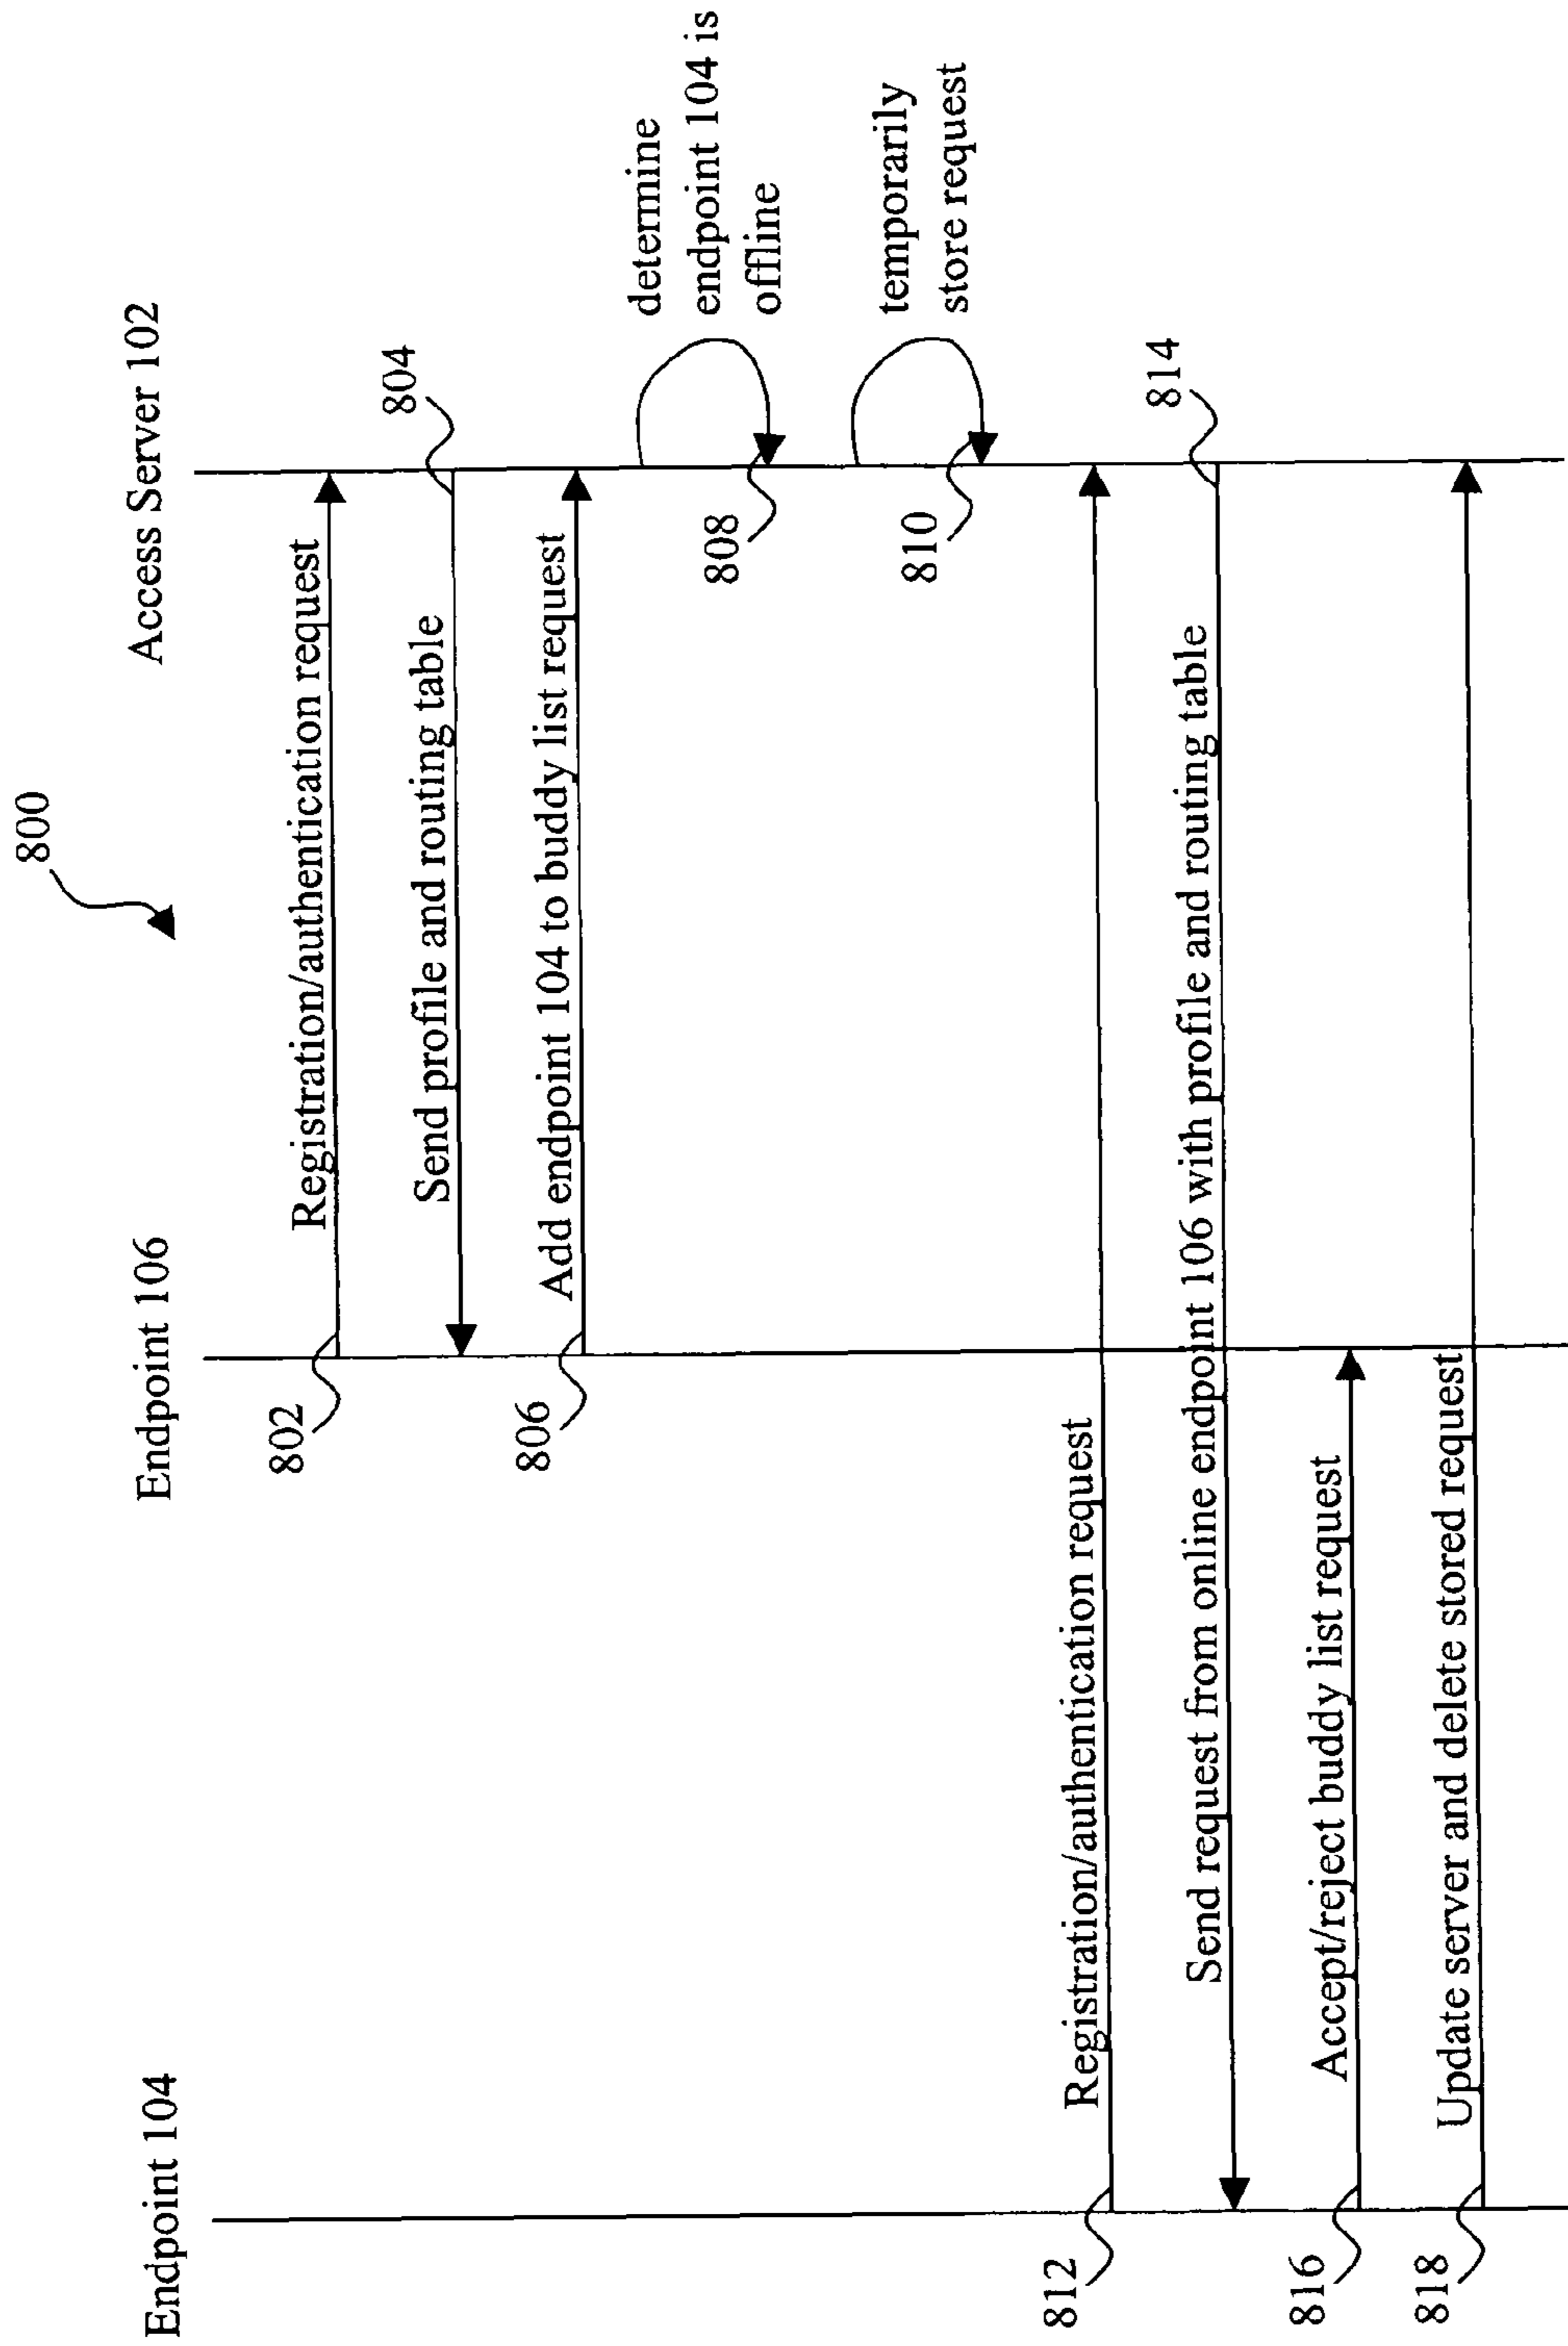 800
Endpoint 104
Endpoint 106
Access Server 102
802
Registration/authentication request
804
Send profile and routing table
806
Add endpoint 104 to buddy list request
808
determine
endpoint 104 is
offline
810
temporarily
store request
812
Registration/authentication request
814
Send request from online endpoint 106 with profile and routing table
816
Accept/reject buddy list request
818
Update server and delete stored request